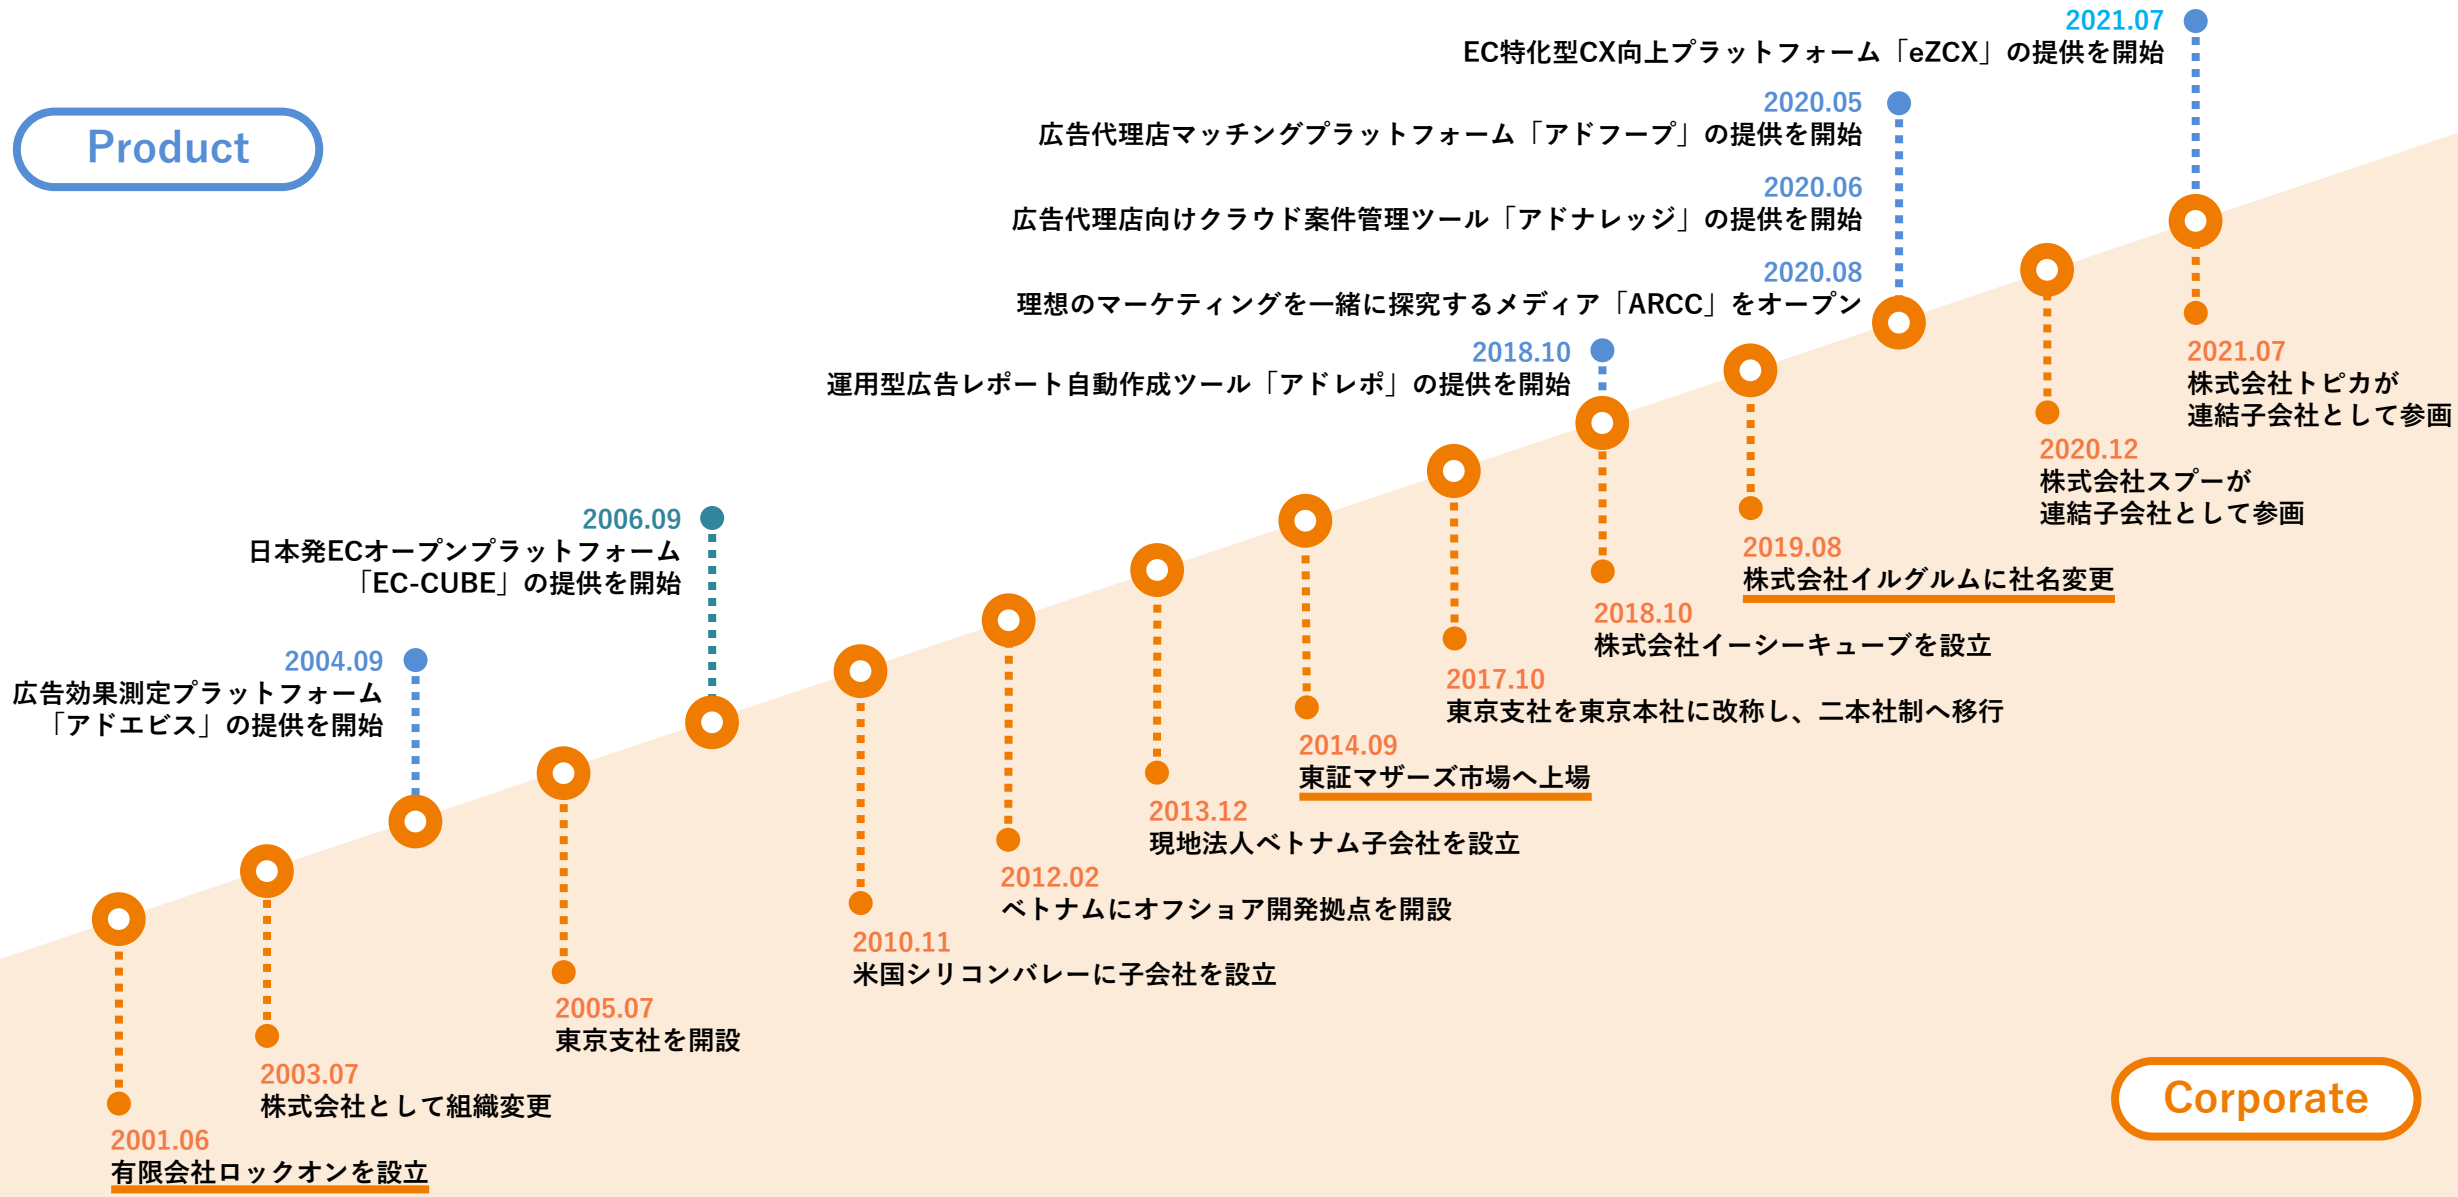 2021.07
EC特化型CX向上プラットフォーム「eZCX」の提供を開始
2020.05
広告代理店マッチングプラットフォーム「アドフープ」の提供を開始
Product
2020.06
広告代理店向けクラウド案件管理ツール「アドナレッジ」の提供を開始
2020.08
理想のマーケティングを一緒に探究するメディア「ARCC」をオープン
2018.10
運用型広告レポート自動作成ツール「アドレポ」の提供を開始
2006.09
日本発ECオープンプラットフォーム
「EC-CUBE」の提供を開始
2004.09
広告効果測定プラットフォーム
「アドエビス」の提供を開始
2021.07
株式会社トピカが
連結子会社として参画
2020.12
株式会社スプーが
連結子会社として参画
2019.08
株式会社イルグルムに社名変更
2018.10
株式会社イーシーキューブを設立
2017.10
東京支社を東京本社に改称し、二本社制へ移行
2014.09
東証マザーズ市場へ上場
2013.12
現地法人ベトナム子会社を設立
2012.02
ベトナムにオフショア開発拠点を開設
2010.11
米国シリコンバレーに子会社を設立
2005.07
東京支社を開設
2003.07
株式会社として組織変更
2001.06
有限会社ロックオンを設立
Corporate